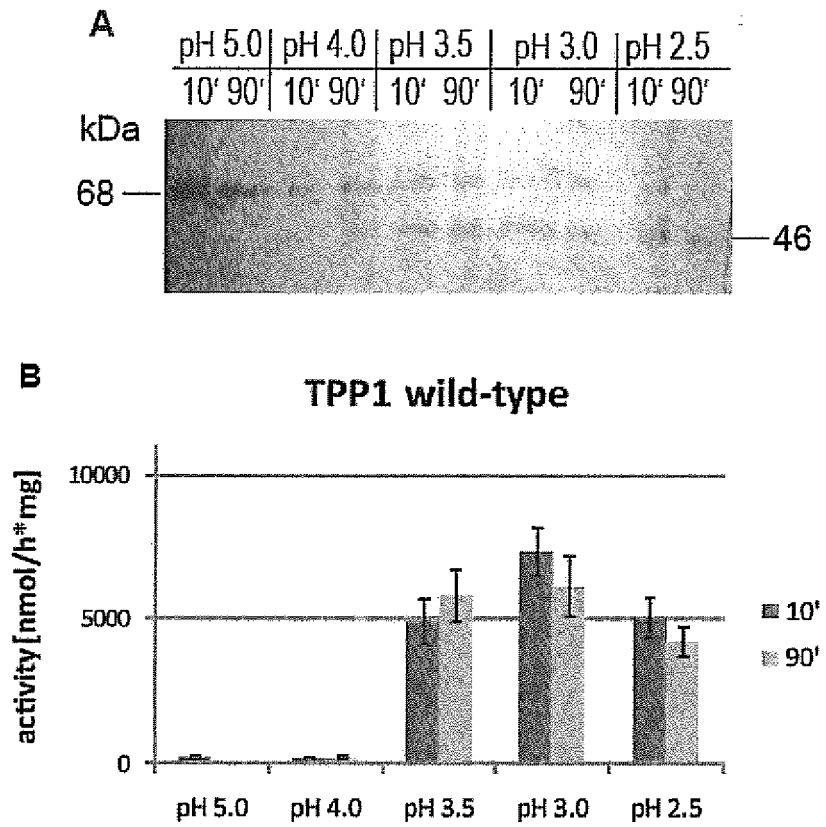 A
pH 5.0 pH 4.0 pH 3.5 pH 3.0 pH 2.5
10' 90' 10' 90' 10' 90' 10' 90' 10' 90'
kDa
68
46
B
TPP1 wild-type
activity [nmol/h*mg]
10000
5000
0
10'
90'
pH 5.0 pH 4.0 pH 3.5 pH 3.0 pH 2.5